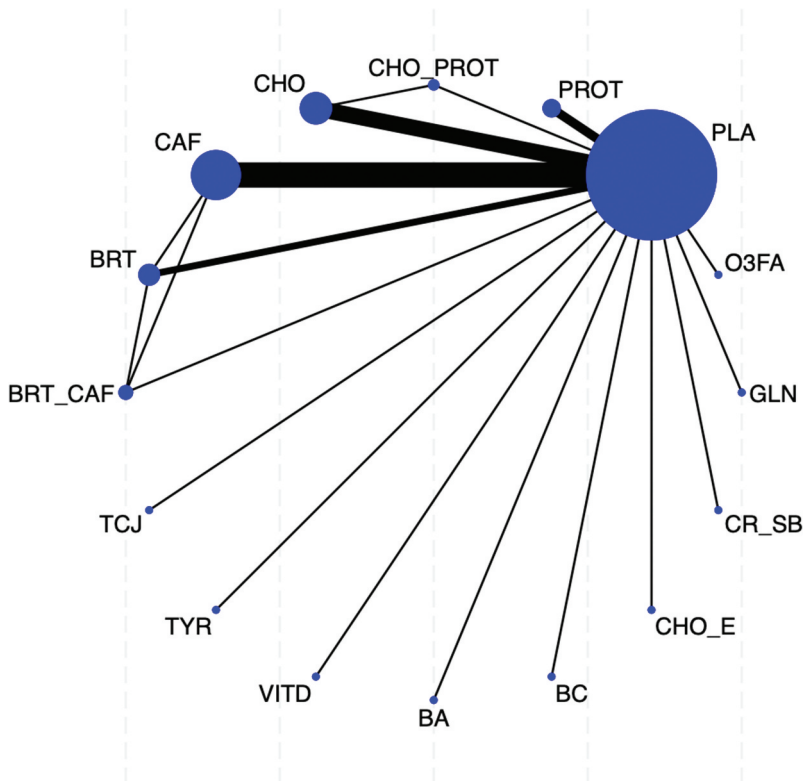 CHO_PROT
CHO
PROT
PLA
CAF
BRT
O3FA
BRT_CAF
GLN
TCJ
CR_SB
TYR
CHO_E
VITD
BC
BA